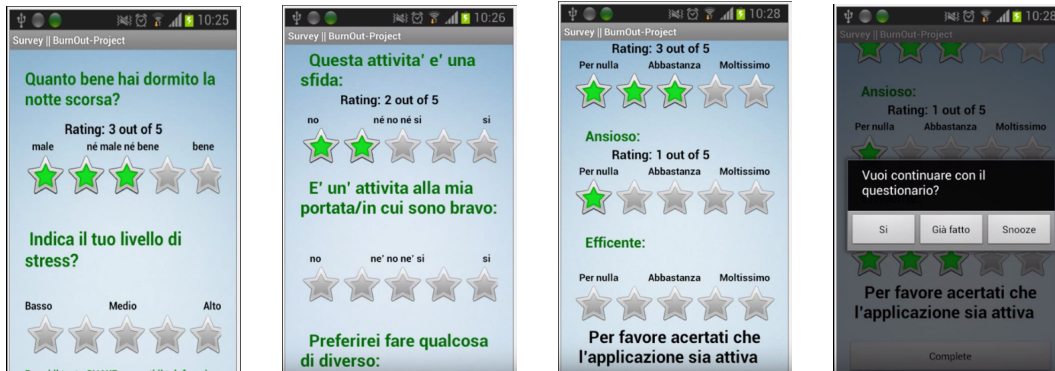 10:25
Survey || BurnOut-Project
Quanto bene hai dormito la
notte scorsa?
Rating: 3 out of 5
male né male né bene bene
Indica il tuo livello di
stress?
Basso Medio Alto
10:26
Survey || BurnOut-Project
Questa attivita' e' una
sfida:
Rating: 2 out of 5
no né no né si si
E' un' attivita alla mia
portata/in cui sono bravo:
no ne' no ne' si si
Preferirei fare qualcosa
di diverso:
10:28
Survey || BurnOut-Project
Rating: 3 out of 5
Per nulla Abbastanza Moltissimo
Ansioso:
Rating: 1 out of 5
Per nulla Abbastanza Moltissimo
Efficente:
Per nulla Abbastanza Moltissimo
Per favore acertati che
l'applicazione sia attiva
10:28
Survey || BurnOut-Project
Ansioso:
Rating: 1 out of 5
Per nulla Abbastanza Moltissimo
Vuoi continuare con il
questionario?
Si Già fatto Snooze
Per favore acertati che
l'applicazione sia attiva
Complete